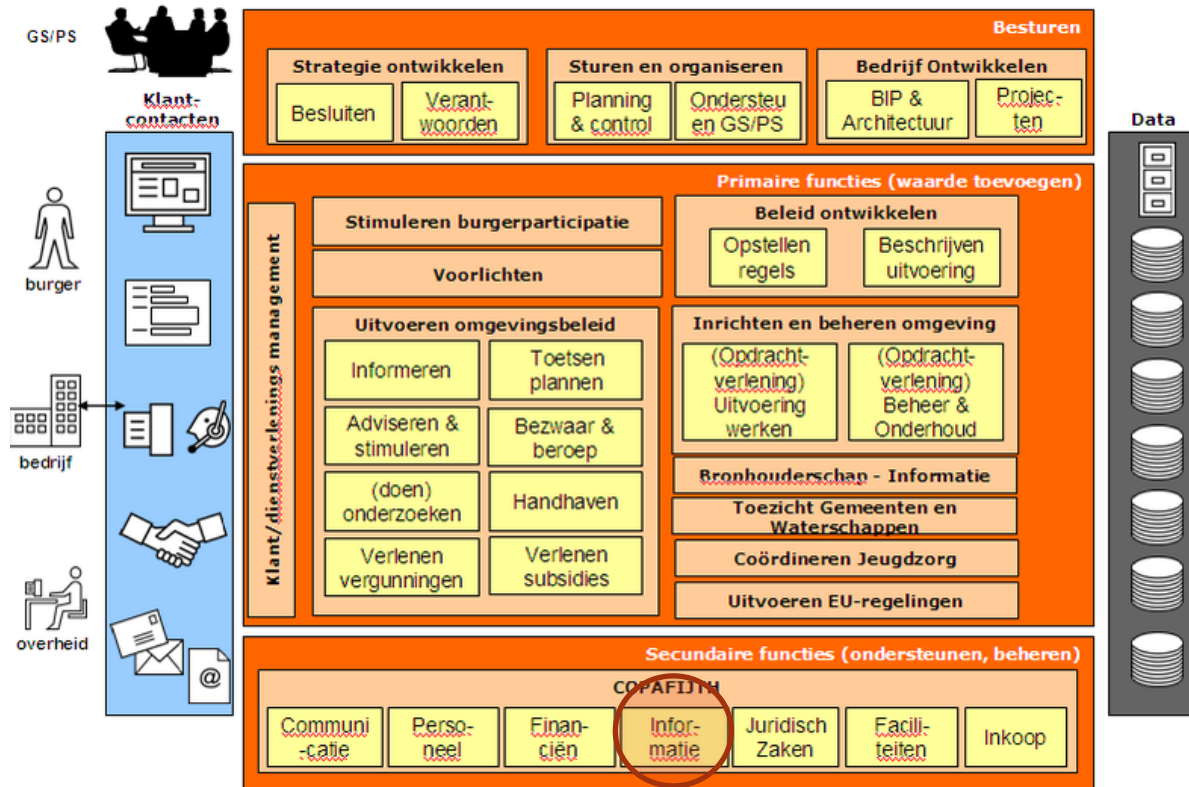 GS/PS
Klant-
contacten
burger
bedrijf
overheid
Besturen
Strategie ontwikkelen
Besluiten
Verant-
woorden
Sturen en organiseren
Planning
& control
Ondersteu
en GS/PS
Bedrijf Ontwikkelen
BIP &
Architectuur
Projec-
ten
Data
Primaire functies (waarde toevoegen)
Klant/dienstverlenings management
Stimuleren burgerparticipatie
Voorlichten
Uitvoeren omgevingsbeleid
Informeren
Toetsen
plannen
Adviseren &
stimuleren
Bezwaar &
beroep
(doen)
onderzoeken
Handhaven
Verlenen
vergunningen
Verlenen
subsidies
Beleid ontwikkelen
Opstellen
regels
Beschrijven
uitvoering
Inrichten en beheren omgeving
(Opdracht-
verlening)
Uitvoering
werken
(Opdracht-
verlening)
Beheer &
Onderhoud
Bronhouderschap - Informatie
Toezicht Gemeenten en
Waterschappen
Coördineren Jeugdzorg
Uitvoeren EU-regelingen
@
Secundaire functies (ondersteunen, beheren)
COPAFIJTH
Communi
-catie
Perso-
neel
Finan-
ciën
Infor-
matie
Juridisch
Zaken
Facili-
teiten
Inkoop